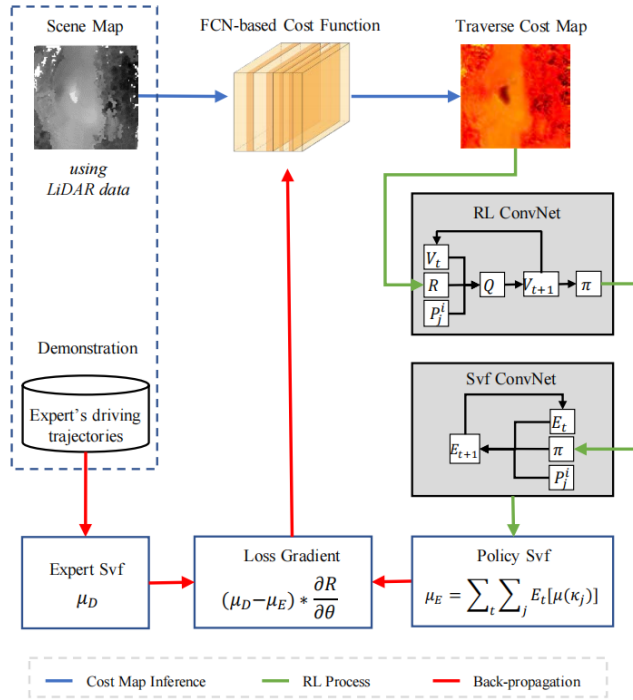 Scene Map
FCN-based Cost Function
Traverse Cost Map
using
LiDAR data
RL ConvNet
V_t
R
P_j^i
Q
V_{t+1}
π
Demonstration
Expert's driving
trajectories
Svf ConvNet
E_t
E_{t+1}
π
P_j^i
Expert Svf
μ_D
Loss Gradient
(μ_D−μ_E) * ∂R/∂θ
Policy Svf
μ_E = ∑_t ∑_j E_t[μ(κ_j)]
Cost Map Inference
RL Process
Back-propagation